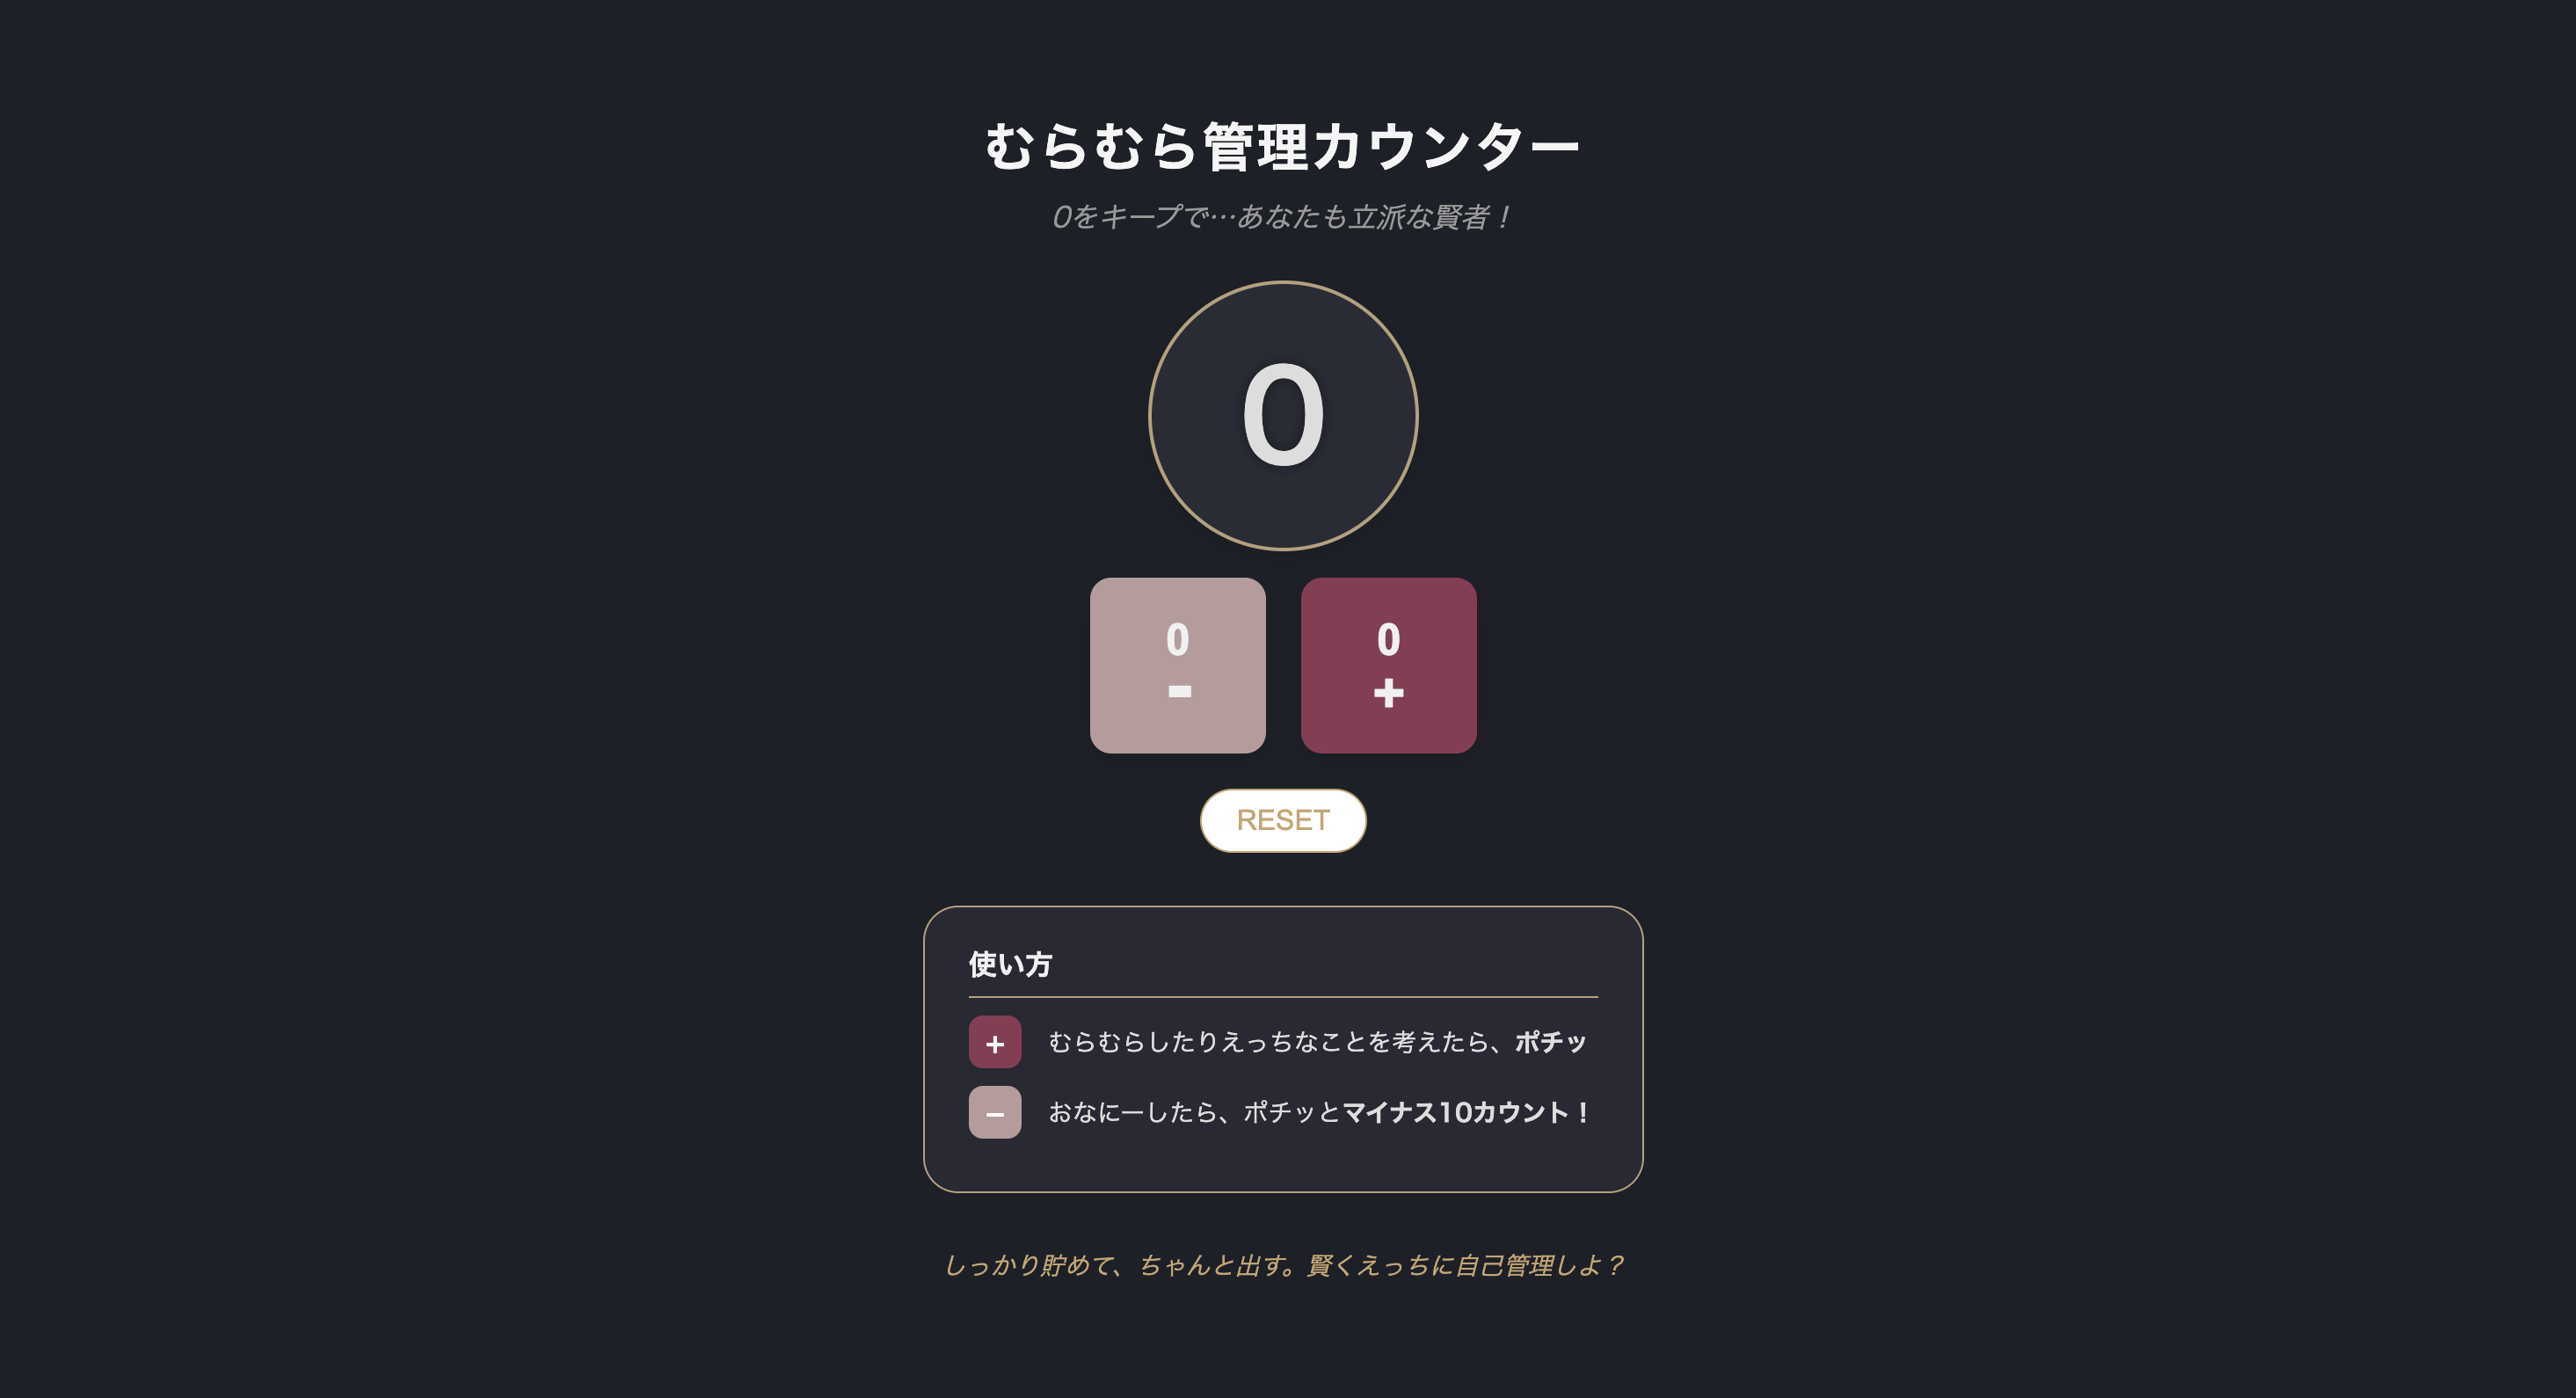 むらむら管理カウンター
0をキープで…あなたも立派な賢者！
0
0
-
0
+
RESET
使い方
+ むらむらしたりえっちなことを考えたら、ポチッ
− おなにーしたら、ポチッとマイナス10カウント！
しっかり貯めて、ちゃんと出す。賢くえっちに自己管理しよ？